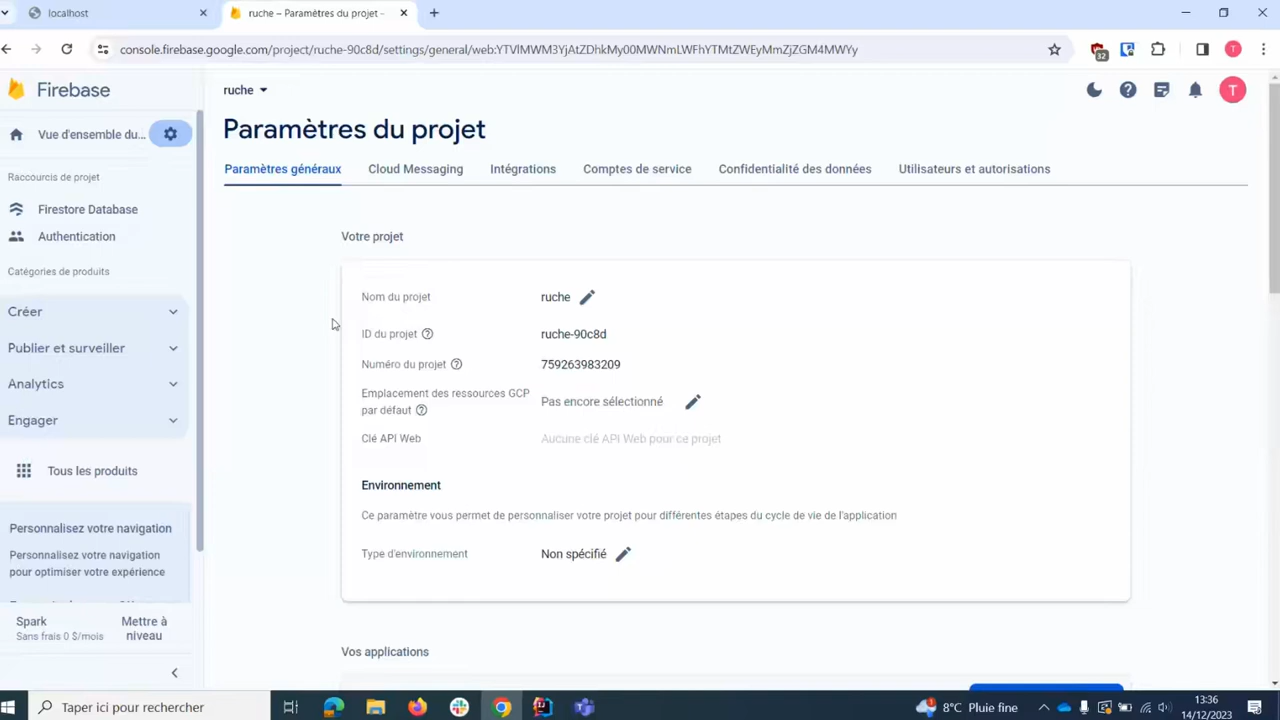 localhost
ruche – Paramètres du projet -
console.firebase.google.com/project/ruche-90c8d/settings/general/web:YTVlMWM3YjAtZDhkMy00MWNmLWFhYTMtZWEyMmZjZGM4MWYy
32
T
Firebase
ruche
T
Vue d'ensemble du...
Paramètres du projet
Raccourcis de projet
Paramètres généraux
Cloud Messaging
Intégrations
Comptes de service
Confidentialité des données
Utilisateurs et autorisations
Firestore Database
Authentication
Catégories de produits
Créer
Publier et surveiller
Analytics
Engager
Tous les produits
Personnalisez votre navigation
Personnalisez votre navigation
pour optimiser votre expérience
Spark
Sans frais 0 $/mois
Mettre à
niveau
Votre projet
Nom du projet
ruche
ID du projet
ruche-90c8d
Numéro du projet
759263983209
Emplacement des ressources GCP
par défaut
Pas encore sélectionné
Clé API Web
Aucune clé API Web pour ce projet
Environnement
Ce paramètre vous permet de personnaliser votre projet pour différentes étapes du cycle de vie de l'application
Type d'environnement
Non spécifié
Vos applications
Taper ici pour rechercher
8°C Pluie fine
13:36
14/12/2023